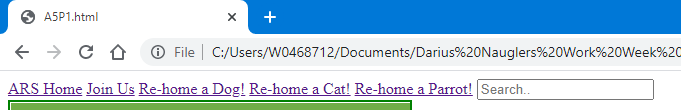 A5P1.html
File | C:/Users/W0468712/Documents/Darius%20Nauglers%20Work%20Week%20
ARS Home Join Us Re-home a Dog! Re-home a Cat! Re-home a Parrot! Search..